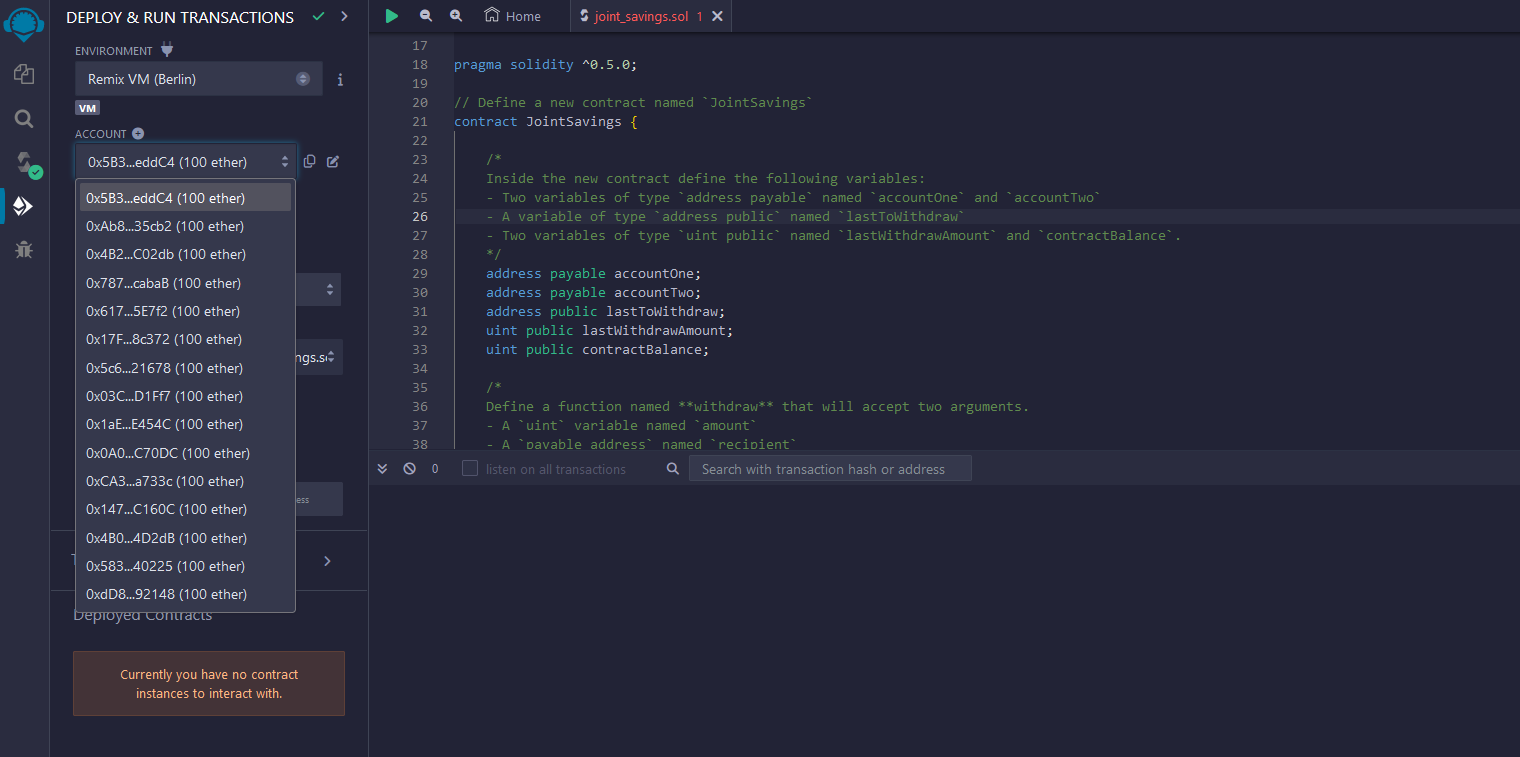 DEPLOY & RUN TRANSACTIONS
ENVIRONMENT
Remix VM (Berlin)
VM
ACCOUNT
0x5B3...eddC4 (100 ether)
0x5B3...eddC4 (100 ether)
0xAb8...35cb2 (100 ether)
0x4B2...C02db (100 ether)
0x787...cabaB (100 ether)
0x617...5E7f2 (100 ether)
0x17F...8c372 (100 ether)
0x5c6...21678 (100 ether)
0x03C...D1Ff7 (100 ether)
0x1aE...E454C (100 ether)
0x0A0...C70DC (100 ether)
0xCA3...a733c (100 ether)
0x147...C160C (100 ether)
0x4B0...4D2dB (100 ether)
0x583...40225 (100 ether)
0xdD8...92148 (100 ether)
Deployed Contracts
Currently you have no contract
instances to interact with.
Home
joint_savings.sol 1
17
18 pragma solidity ^0.5.0;
19
20 // Define a new contract named `JointSavings`
21 contract JointSavings {
22
23 /*
24 Inside the new contract define the following variables:
25 - Two variables of type `address payable` named `accountOne` and `accountTwo`
26 - A variable of type `address public` named `lastToWithdraw`
27 - Two variables of type `uint public` named `lastWithdrawAmount` and `contractBalance`.
28 */
29 address payable accountOne;
30 address payable accountTwo;
31 address public lastToWithdraw;
32 uint public lastWithdrawAmount;
33 uint public contractBalance;
34
35 /*
36 Define a function named **withdraw** that will accept two arguments.
37 - A `uint` variable named `amount`
38 - A `payable address` named `recipient`
0 listen on all transactions
Search with transaction hash or address